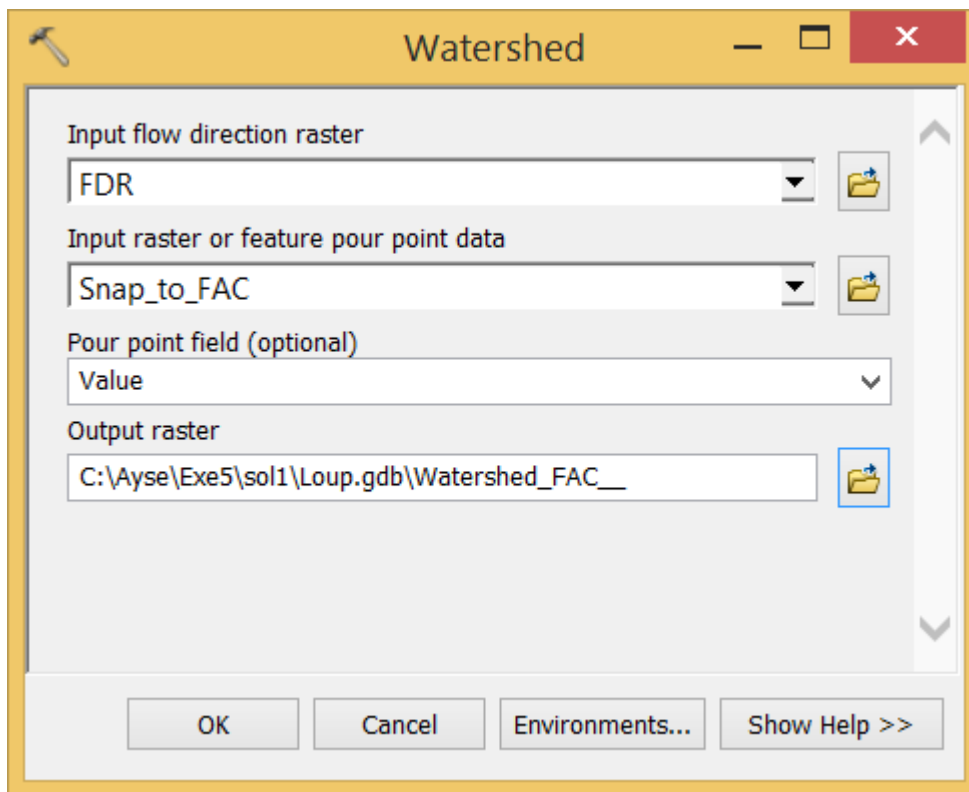 Watershed
Input flow direction raster
FDR
Input raster or feature pour point data
Snap_to_FAC
Pour point field (optional)
Value
Output raster
C:\Ayse\Exe5\sol1\Loup.gdb\Watershed_FAC__
OK Cancel Environments... Show Help >>